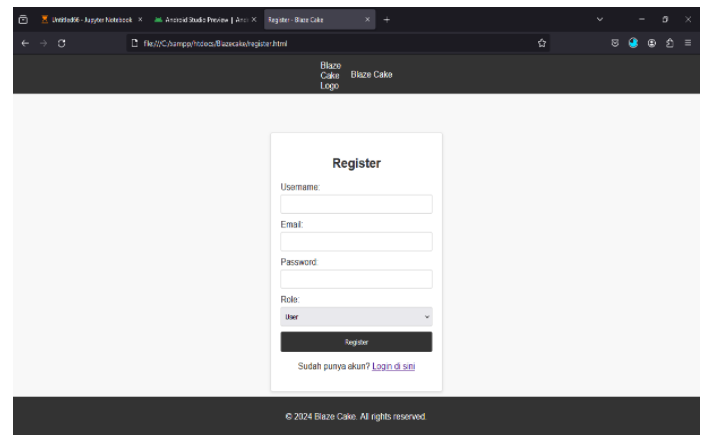 Untitled66 - Jupyter Notebook
Android Studio Preview | Anc
Register - Blaze Cake
file:///C:/xampp/htdocs/Blazecake/register.html
Blaze
Cake
Logo
Blaze Cake
Register
Username:
Email:
Password:
Role:
User
Register
Sudah punya akun? Login di sini
© 2024 Blaze Cake. All rights reserved.